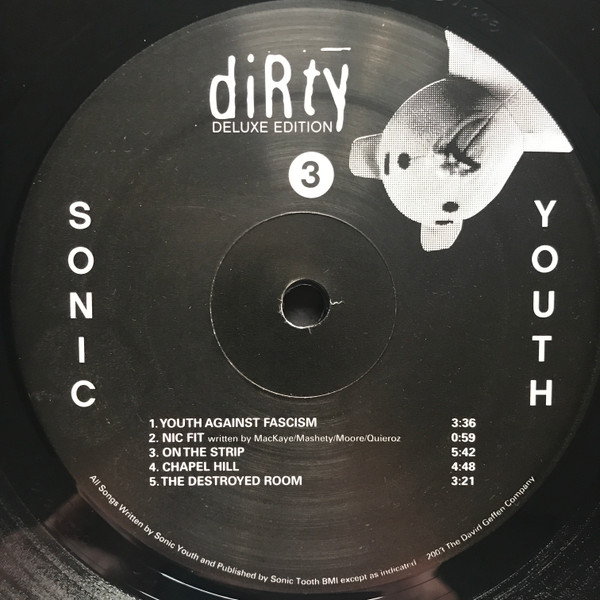 diRty
DELUXE EDITION
3
SONIC
YOUTH
1. YOUTH AGAINST FASCISM 3:36
2. NIC FIT written by MacKaye/Mashety/Moore/Quieroz 0:59
3. ON THE STRIP 5:42
4. CHAPEL HILL 4:48
5. THE DESTROYED ROOM 3:21
All Songs Written by Sonic Youth and Published by Sonic Tooth BMI except as indicated 2003 The David Geffen Company